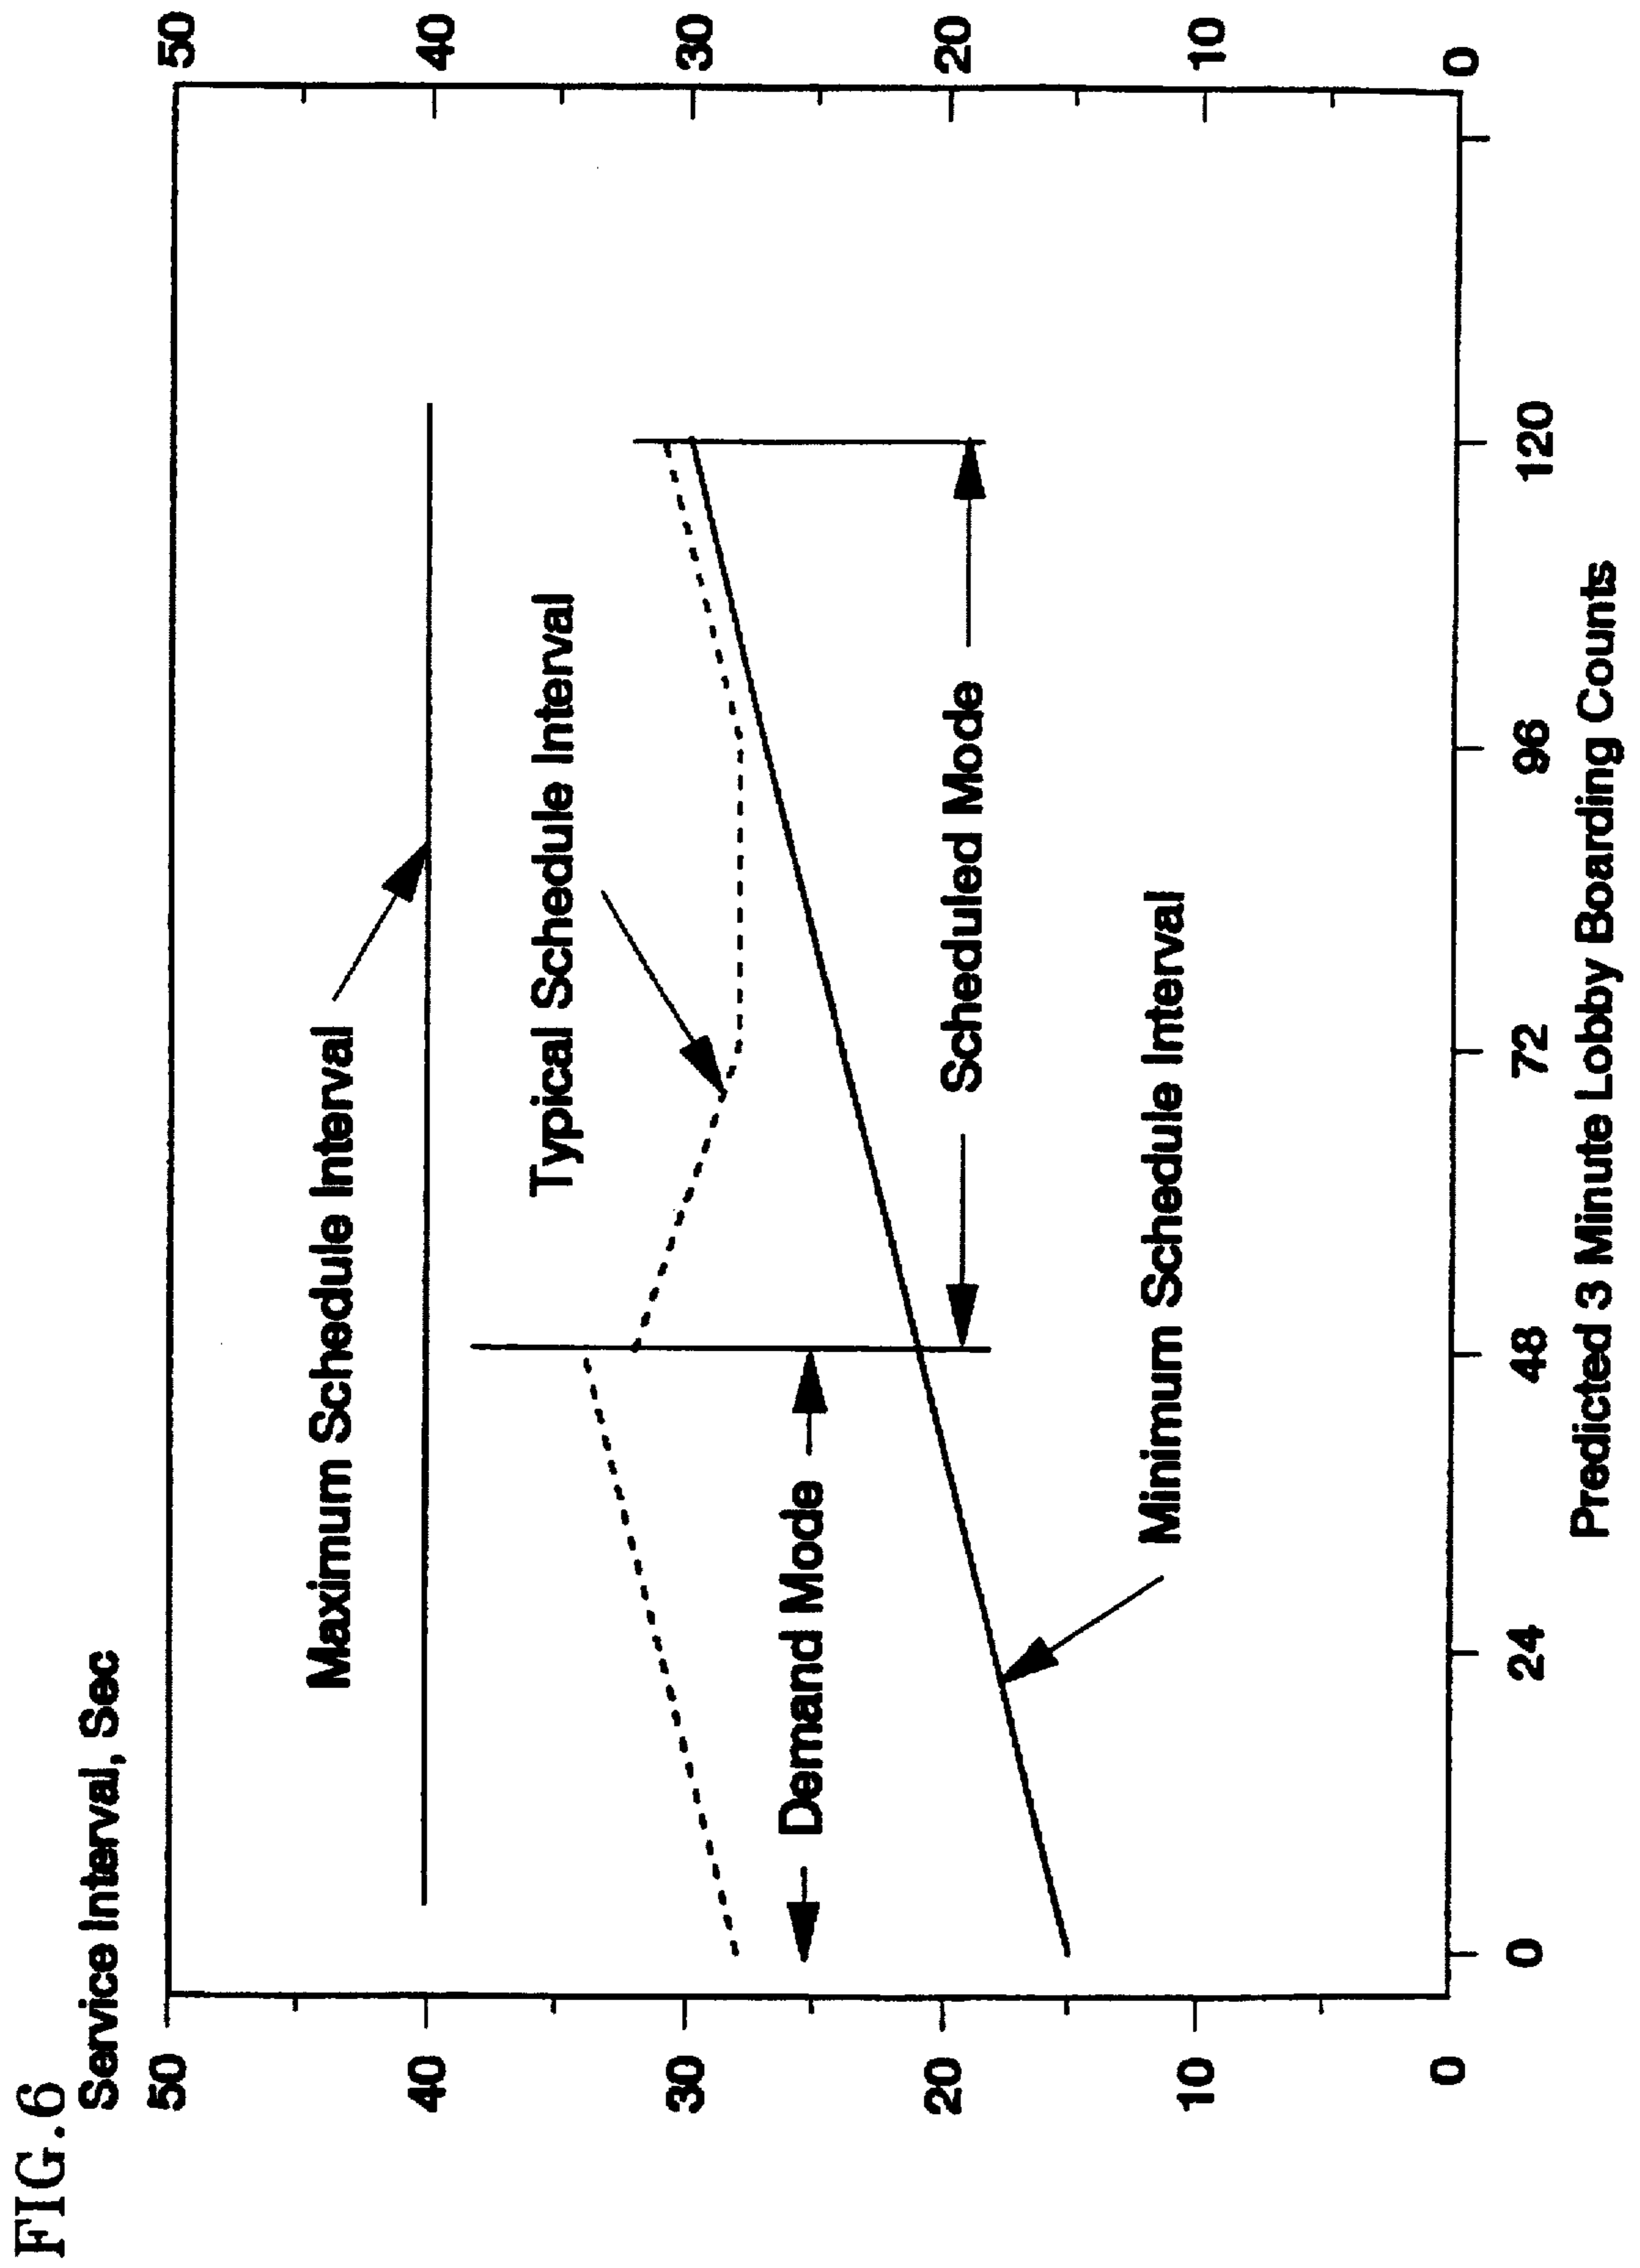 FIG.6
Service Interval, Sec
50
50
Maximum Schedule Interval
40
40
Typical Schedule Interval
30
30
Demand Mode
Scheduled Mode
20
20
Minimum Schedule Interval
10
10
0
0
0
24
48
72
96
120
Predicted 3 Minute Lobby Boarding Counts